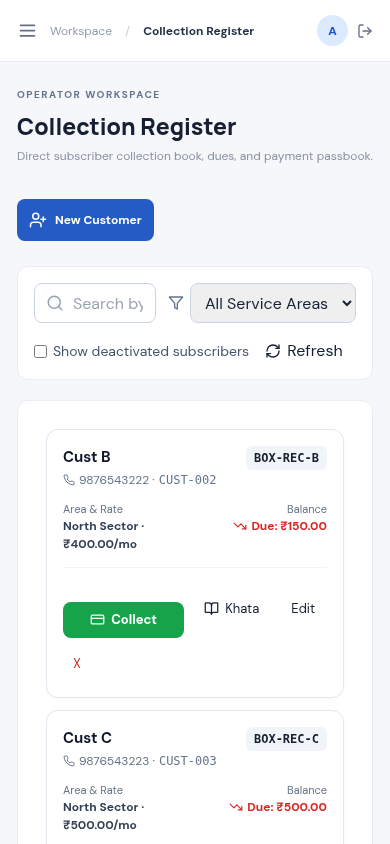 Workspace / Collection Register A
OPERATOR WORKSPACE
Collection Register
Direct subscriber collection book, dues, and payment passbook.
New Customer
Search by All Service Areas
Show deactivated subscribers Refresh
Cust B BOX-REC-B
9876543222 · CUST-002
Area & Rate Balance
North Sector · Due: ₹150.00
₹400.00/mo
Collect Khata Edit
X
Cust C BOX-REC-C
9876543223 · CUST-003
Area & Rate Balance
North Sector · Due: ₹500.00
₹500.00/mo